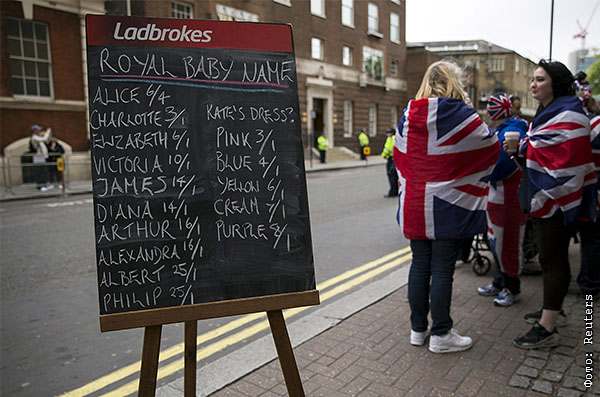 Ladbrokes
ROYAL BABY NAME
ALICE 6/4
CHARLOTTE 3/1
ELIZABETH 6/1
VICTORIA 10/1
JAMES 14/1
DIANA 14/1
ARTHUR 16/1
ALEXANDRA 16/1
ALBERT 25/1
PHILIP 25/1
KATE'S DRESS?
PINK 3/1
BLUE 4/1
YELLOW 6/1
CREAM 7/1
PURPLE 8/1
Фото: Reuters